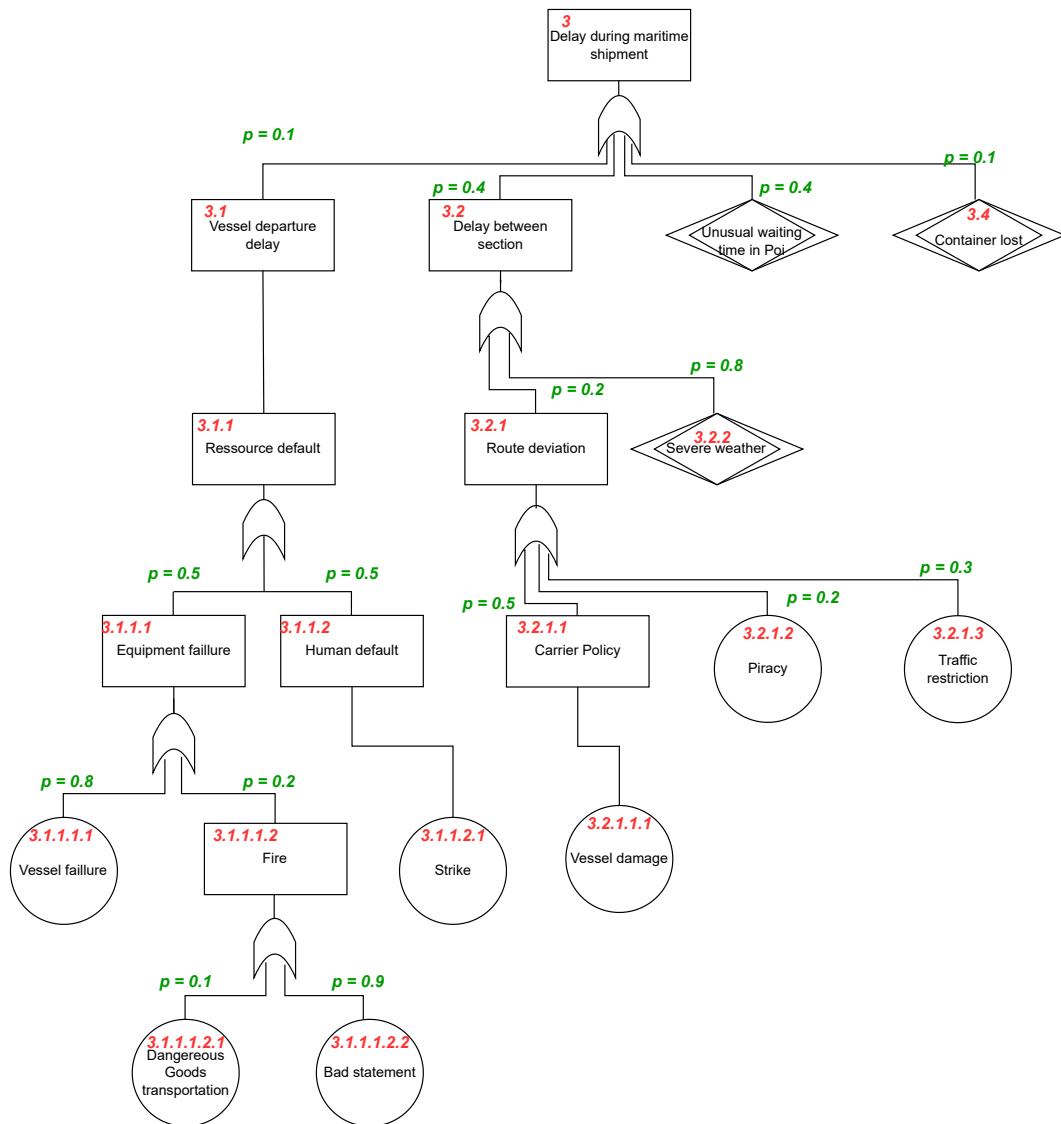 3
Delay during maritime
shipment
p = 0.1
p = 0.4
p = 0.4
p = 0.1
3.1
Vessel departure
delay
3.2
Delay between
section
Unusual waiting
time in Poi
3.4
Container lost
p = 0.2
p = 0.8
3.1.1
Ressource default
3.2.1
Route deviation
3.2.2
Severe weather
p = 0.5
p = 0.5
p = 0.5
p = 0.2
p = 0.3
3.1.1.1
Equipment faillure
3.1.1.2
Human default
3.2.1.1
Carrier Policy
3.2.1.2
Piracy
3.2.1.3
Traffic
restriction
p = 0.8
p = 0.2
3.1.1.1.1
Vessel faillure
3.1.1.1.2
Fire
3.1.1.2.1
Strike
3.2.1.1.1
Vessel damage
p = 0.1
p = 0.9
3.1.1.1.2.1
Dangereous
Goods
transportation
3.1.1.1.2.2
Bad statement